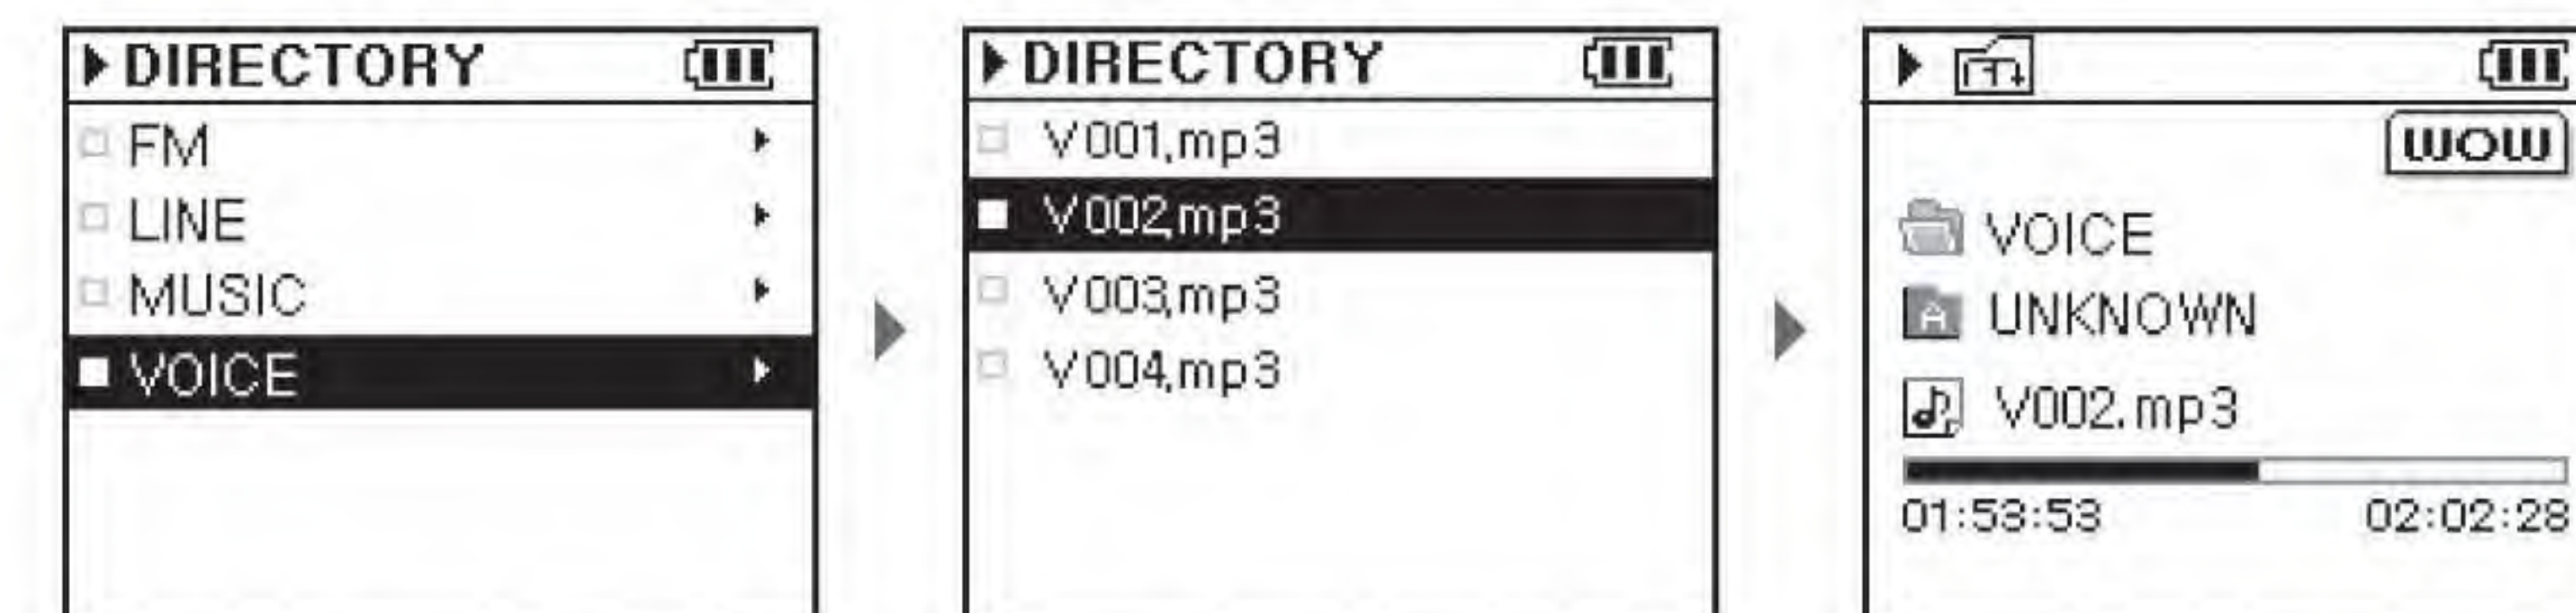 DIRECTORY
FM
LINE
MUSIC
VOICE
DIRECTORY
V001.mp3
V002.mp3
V003.mp3
V004.mp3
WOW
VOICE
A UNKNOWN
V002.mp3
01:53:53 02:02:28